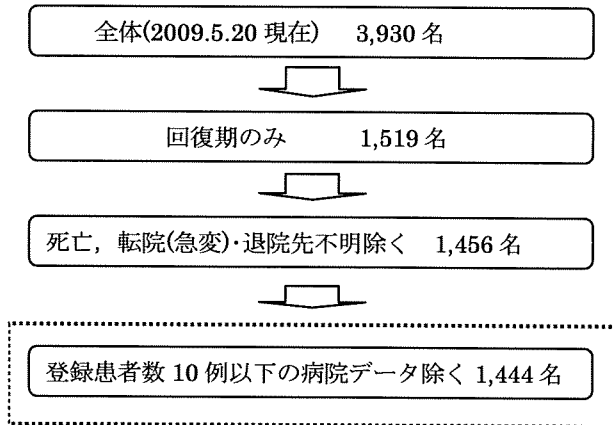 全体(2009.5.20 現在) 3,930 名
回復期のみ 1,519 名
死亡，転院(急変)･退院先不明除く 1,456 名
登録患者数 10 例以下の病院データ除く 1,444 名